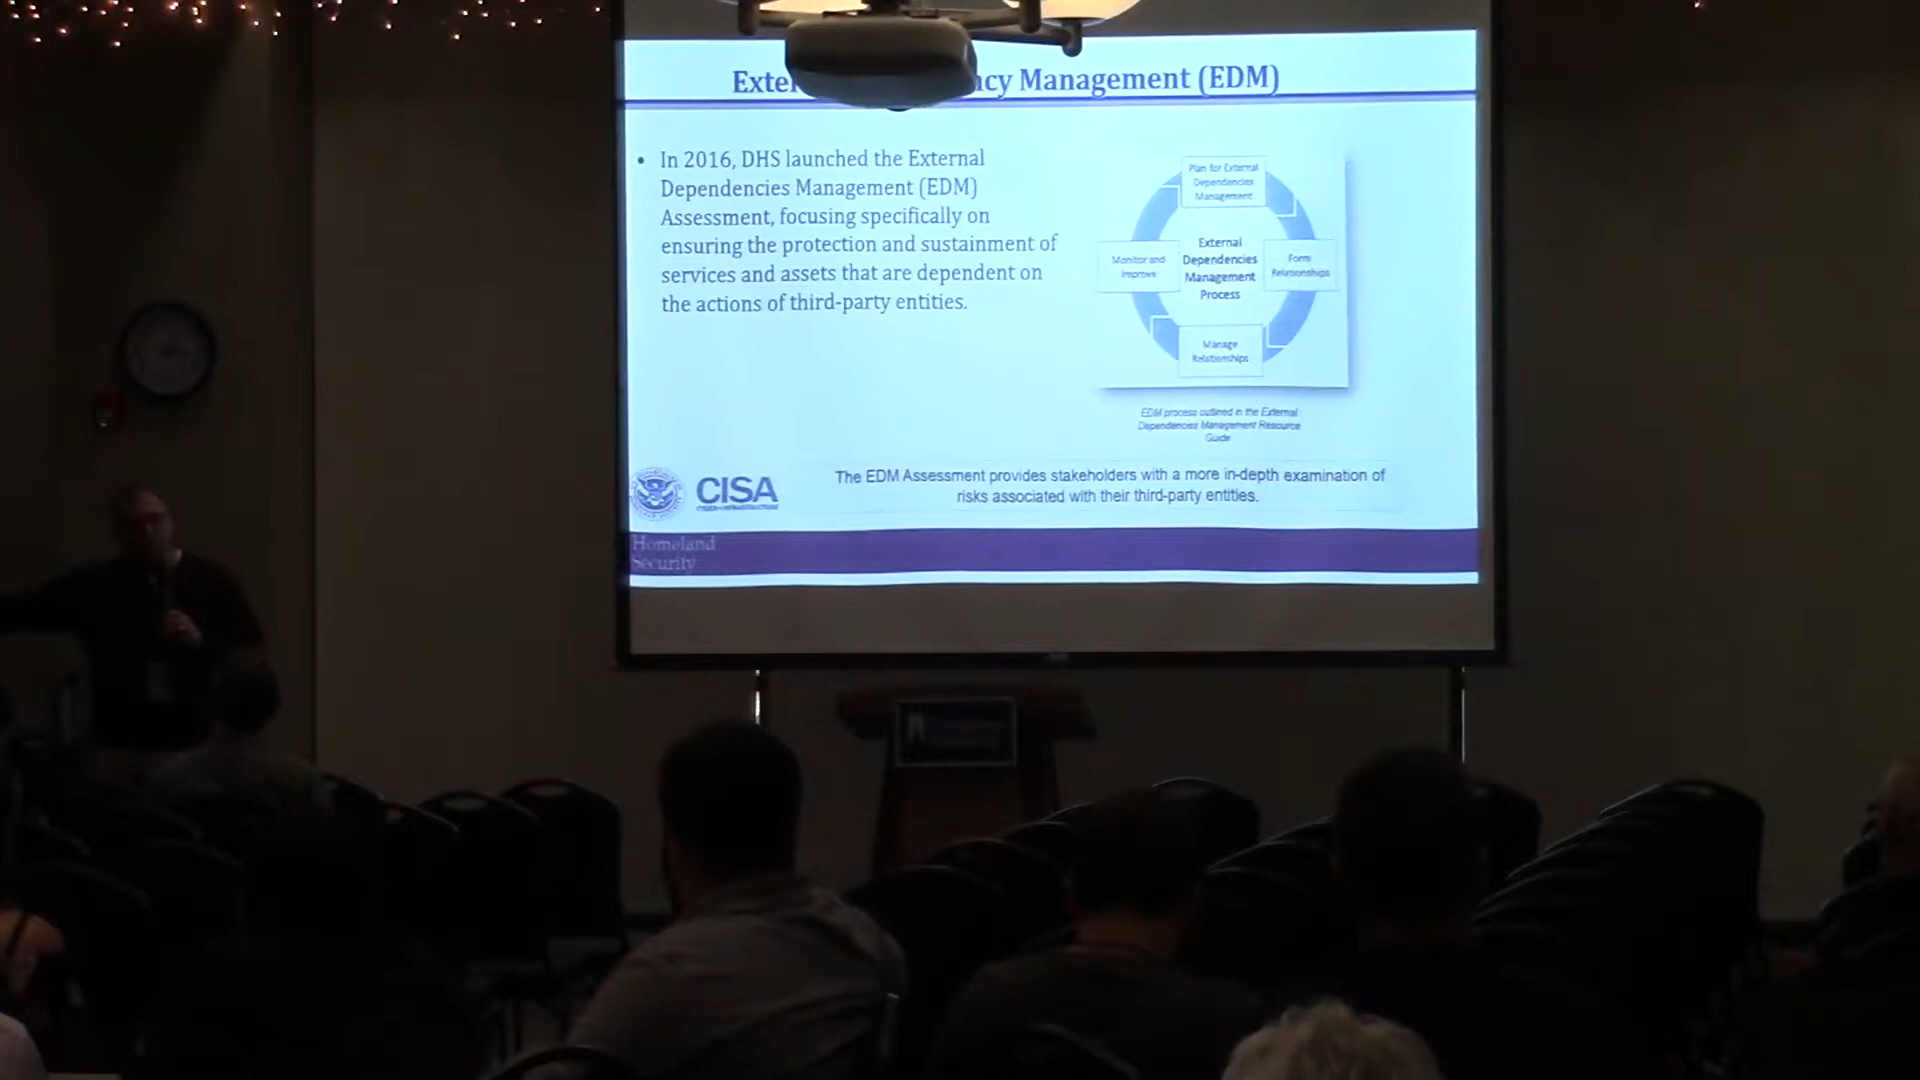 Exter ncy Management (EDM)
• In 2016, DHS launched the External
Dependencies Management (EDM)
Assessment, focusing specifically on
ensuring the protection and sustainment of
services and assets that are dependent on
the actions of third-party entities.
Plan for External
Dependencies
Management
Monitor and
Improve
External
Dependencies
Management
Process
Form
Relationships
Manage
Relationships
EDM process outlined in the External
Dependencies Management Resource
Guide
CISA
The EDM Assessment provides stakeholders with a more in-depth examination of
risks associated with their third-party entities.
Homeland
Security